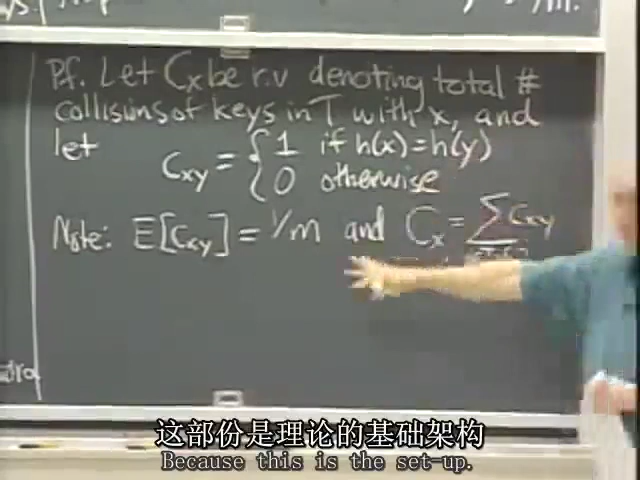 Pf. Let Cx be r.v denoting total #
collisions of keys in T with x, and
let Cxy = { 1 if h(x)=h(y)
0 otherwise
Note: E[Cxy] = 1/m and Cx = ∑ Cxy
这部份是理论的基础架构
Because this is the set-up.